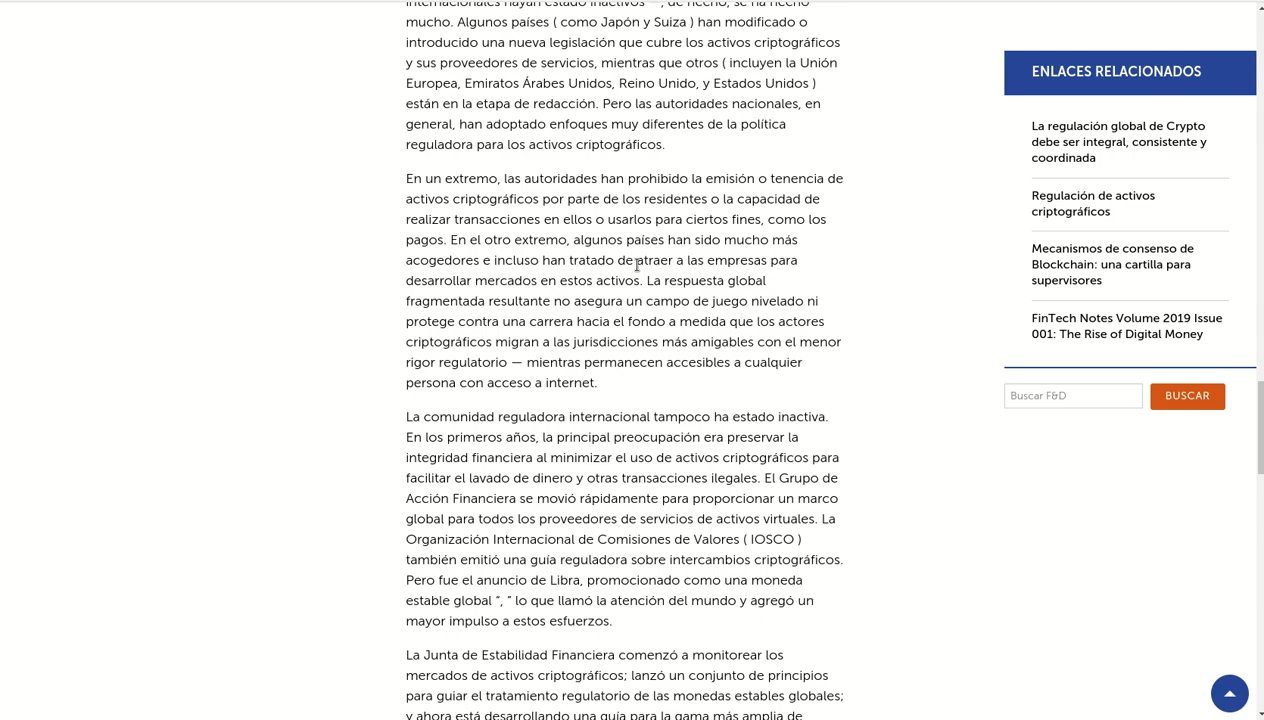 internacionales hayan estado inactivos “”, de hecho, se ha hecho
mucho. Algunos países ( como Japón y Suiza ) han modificado o
introducido una nueva legislación que cubre los activos criptográficos
y sus proveedores de servicios, mientras que otros ( incluyen la Unión
Europea, Emiratos Árabes Unidos, Reino Unido, y Estados Unidos )
están en la etapa de redacción. Pero las autoridades nacionales, en
general, han adoptado enfoques muy diferentes de la política
reguladora para los activos criptográficos.
En un extremo, las autoridades han prohibido la emisión o tenencia de
activos criptográficos por parte de los residentes o la capacidad de
realizar transacciones en ellos o usarlos para ciertos fines, como los
pagos. En el otro extremo, algunos países han sido mucho más
acogedores e incluso han tratado de atraer a las empresas para
desarrollar mercados en estos activos. La respuesta global
fragmentada resultante no asegura un campo de juego nivelado ni
protege contra una carrera hacia el fondo a medida que los actores
criptográficos migran a las jurisdicciones más amigables con el menor
rigor regulatorio — mientras permanecen accesibles a cualquier
persona con acceso a internet.
La comunidad reguladora internacional tampoco ha estado inactiva.
En los primeros años, la principal preocupación era preservar la
integridad financiera al minimizar el uso de activos criptográficos para
facilitar el lavado de dinero y otras transacciones ilegales. El Grupo de
Acción Financiera se movió rápidamente para proporcionar un marco
global para todos los proveedores de servicios de activos virtuales. La
Organización Internacional de Comisiones de Valores ( IOSCO )
también emitió una guía reguladora sobre intercambios criptográficos.
Pero fue el anuncio de Libra, promocionado como una moneda
estable global “, ” lo que llamó la atención del mundo y agregó un
mayor impulso a estos esfuerzos.
La Junta de Estabilidad Financiera comenzó a monitorear los
mercados de activos criptográficos; lanzó un conjunto de principios
para guiar el tratamiento regulatorio de las monedas estables globales;
y ahora está desarrollando una guía para la gama más amplia de
ENLACES RELACIONADOS
La regulación global de Crypto
debe ser integral, consistente y
coordinada
Regulación de activos
criptográficos
Mecanismos de consenso de
Blockchain: una cartilla para
supervisores
FinTech Notes Volume 2019 Issue
001: The Rise of Digital Money
Buscar F&D
BUSCAR